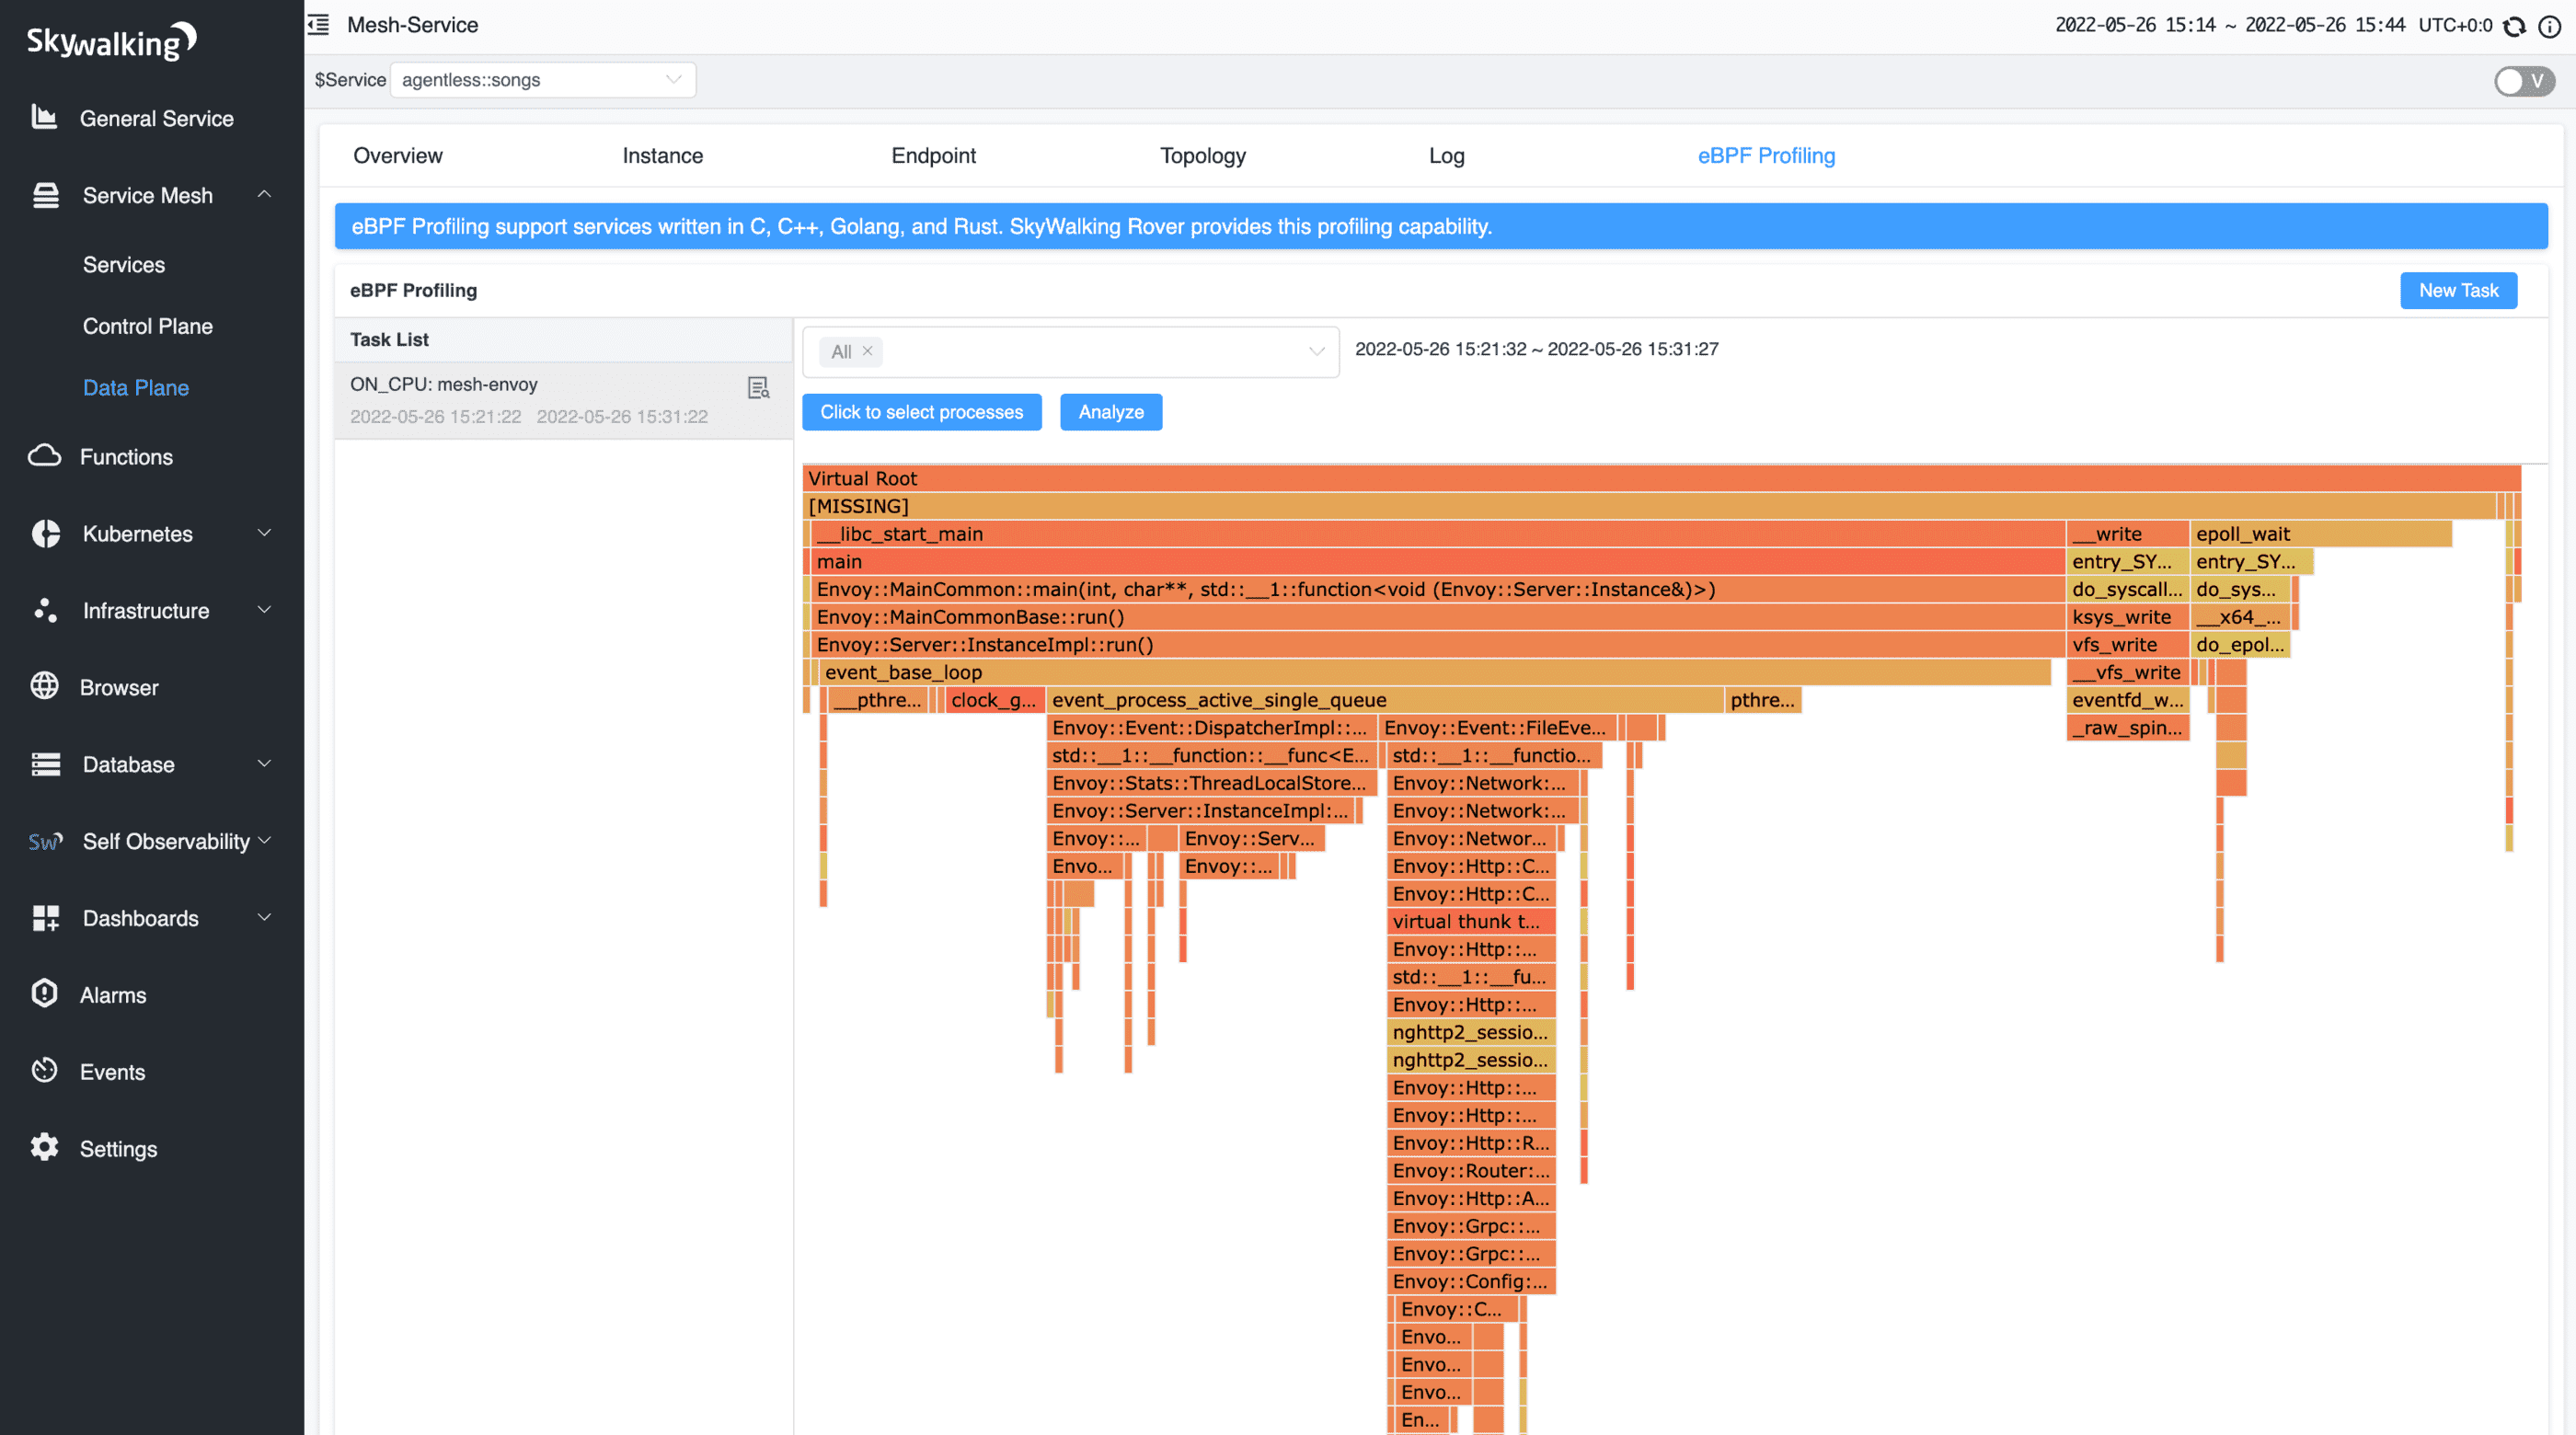 Skywalking
General Service
Service Mesh
Services
Control Plane
Data Plane
Functions
Kubernetes
Infrastructure
Browser
Database
Sw Self Observability
Dashboards
Alarms
Events
Settings
Mesh-Service
2022-05-26 15:14 ~ 2022-05-26 15:44 UTC+0:0
$Service agentless::songs
V
Overview Instance Endpoint Topology Log eBPF Profiling
eBPF Profiling support services written in C, C++, Golang, and Rust. SkyWalking Rover provides this profiling capability.
eBPF Profiling
New Task
Task List
ON_CPU: mesh-envoy
2022-05-26 15:21:22 2022-05-26 15:31:22
All × 2022-05-26 15:21:32 ~ 2022-05-26 15:31:27
Click to select processes Analyze
Virtual Root
[MISSING]
__libc_start_main __write epoll_wait
main entry_SY... entry_SY...
Envoy::MainCommon::main(int, char**, std::__1::function<void (Envoy::Server::Instance&)>) do_syscall... do_sys...
Envoy::MainCommonBase::run() ksys_write __x64_...
Envoy::Server::InstanceImpl::run() vfs_write do_epol...
event_base_loop __vfs_write
__pthre... clock_g... event_process_active_single_queue pthre... eventfd_w...
Envoy::Event::DispatcherImpl::... Envoy::Event::FileEve... _raw_spin...
std::__1::__function::__func<E... std::__1::__functio...
Envoy::Stats::ThreadLocalStore... Envoy::Network:...
Envoy::Server::InstanceImpl:... Envoy::Network:...
Envoy::... Envoy::Serv... Envoy::Networ...
Envo... Envoy::... Envoy::Http::C...
Envoy::Http::C...
virtual thunk t...
Envoy::Http::...
std::__1::__fu...
Envoy::Http::...
nghttp2_sessio...
nghttp2_sessio...
Envoy::Http::...
Envoy::Http::...
Envoy::Http::R...
Envoy::Router:...
Envoy::Http::A...
Envoy::Grpc::...
Envoy::Grpc::...
Envoy::Config:...
Envoy::C...
Envo...
Envo...
Envo...
En...